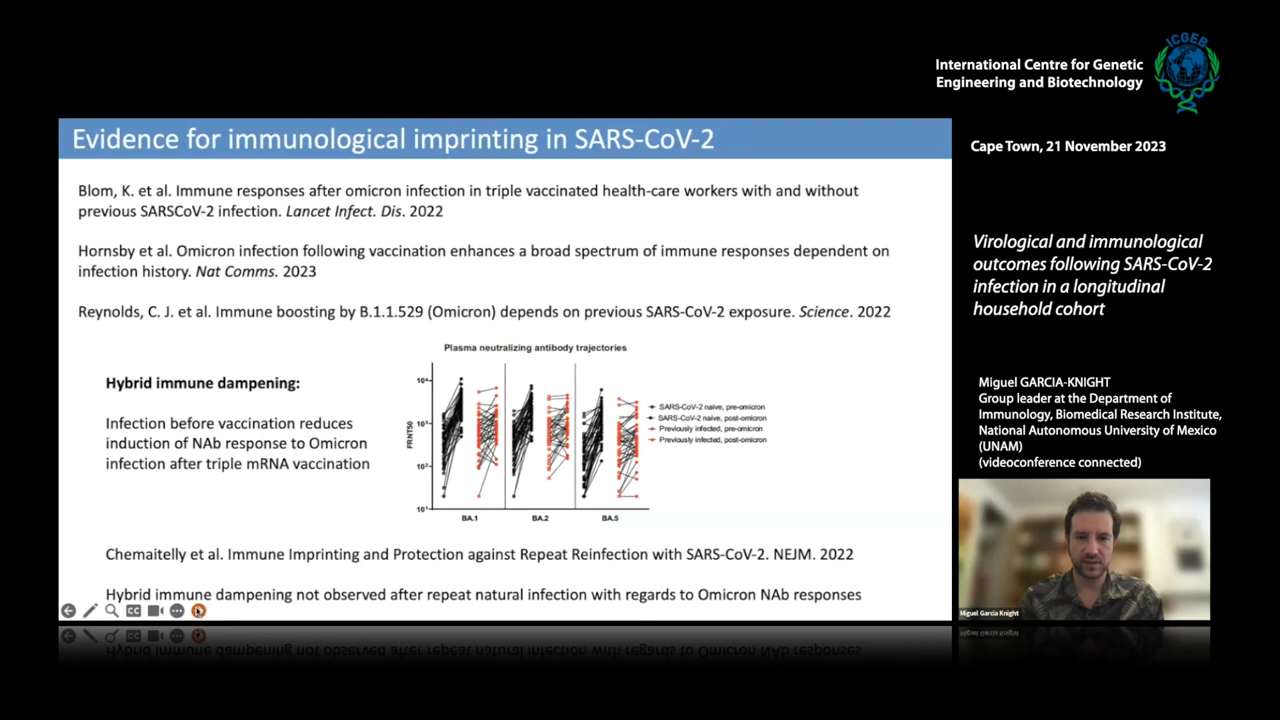 ICGEB
International Centre for Genetic
Engineering and Biotechnology
Evidence for immunological imprinting in SARS-CoV-2
Cape Town, 21 November 2023
Blom, K. et al. Immune responses after omicron infection in triple vaccinated health-care workers with and without
previous SARSCoV-2 infection. Lancet Infect. Dis. 2022
Hornsby et al. Omicron infection following vaccination enhances a broad spectrum of immune responses dependent on
infection history. Nat Comms. 2023
Reynolds, C. J. et al. Immune boosting by B.1.1.529 (Omicron) depends on previous SARS-CoV-2 exposure. Science. 2022
Virological and immunological
outcomes following SARS-CoV-2
infection in a longitudinal
household cohort
Hybrid immune dampening:
Infection before vaccination reduces
induction of NAb response to Omicron
infection after triple mRNA vaccination
Plasma neutralizing antibody trajectories
FRNT50
10⁴
10³
10²
10¹
BA.1 BA.2 BA.5
SARS-CoV-2 naive, pre-omicron
SARS-CoV-2 naive, post-omicron
Previously infected, pre-omicron
Previously infected, post-omicron
Miguel GARCIA-KNIGHT
Group leader at the Department of
Immunology, Biomedical Research Institute,
National Autonomous University of Mexico
(UNAM)
(videoconference connected)
Chemaitelly et al. Immune Imprinting and Protection against Repeat Reinfection with SARS-CoV-2. NEJM. 2022
Hybrid immune dampening not observed after repeat natural infection with regards to Omicron NAb responses
CC
Miguel Garcia Knight